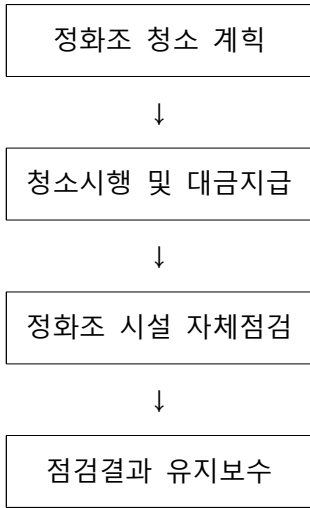 정화조 청소 계획
↓
청소시행 및 대금지급
↓
정화조 시설 자체점검
↓
점검결과 유지보수